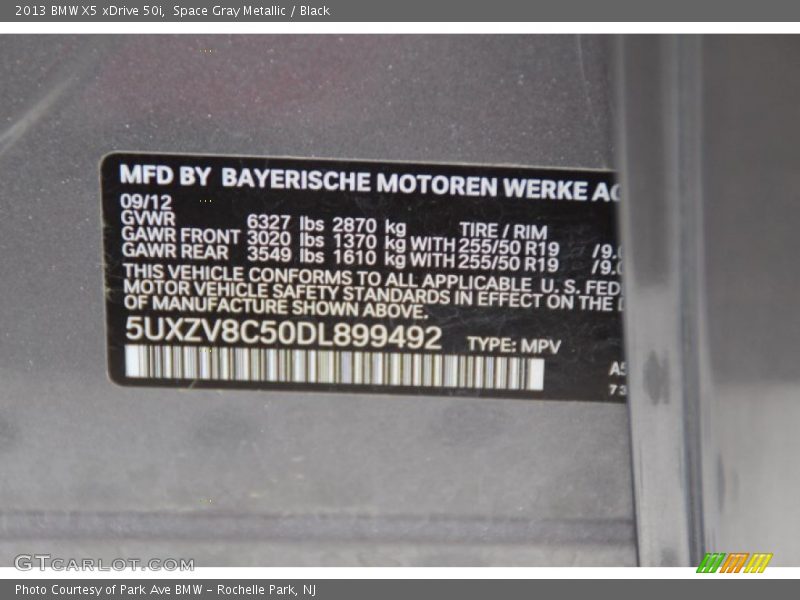 2013 BMW X5 xDrive 50i, Space Gray Metallic / Black
MFD BY BAYERISCHE MOTOREN WERKE AG
09/12
GVWR 6327 lbs 2870 kg TIRE / RIM
GAWR FRONT 3020 lbs 1370 kg WITH 255/50 R19 /9.0
GAWR REAR 3549 lbs 1610 kg WITH 255/50 R19 /9.0
THIS VEHICLE CONFORMS TO ALL APPLICABLE U. S. FED
MOTOR VEHICLE SAFETY STANDARDS IN EFFECT ON THE
OF MANUFACTURE SHOWN ABOVE.
5UXZV8C50DL899492 TYPE: MPV
GTCARLOT.COM
Photo Courtesy of Park Ave BMW - Rochelle Park, NJ